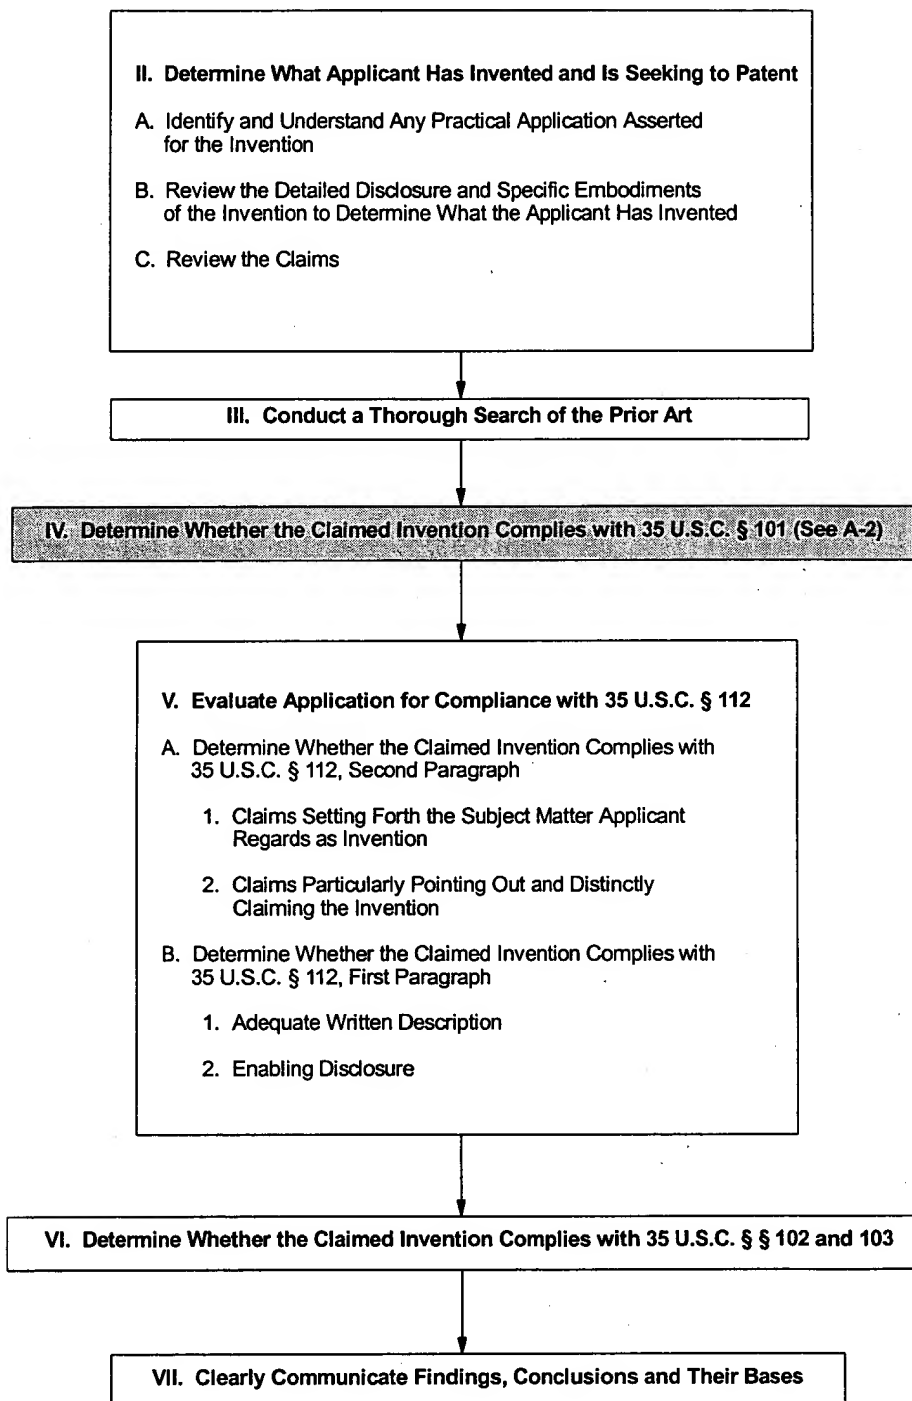 II. Determine What Applicant Has Invented and Is Seeking to Patent
A. Identify and Understand Any Practical Application Asserted
for the Invention
B. Review the Detailed Disclosure and Specific Embodiments
of the Invention to Determine What the Applicant Has Invented
C. Review the Claims
III. Conduct a Thorough Search of the Prior Art
IV. Determine Whether the Claimed Invention Complies with 35 U.S.C. § 101 (See A-2)
V. Evaluate Application for Compliance with 35 U.S.C. § 112
A. Determine Whether the Claimed Invention Complies with
35 U.S.C. § 112, Second Paragraph
1. Claims Setting Forth the Subject Matter Applicant
Regards as Invention
2. Claims Particularly Pointing Out and Distinctly
Claiming the Invention
B. Determine Whether the Claimed Invention Complies with
35 U.S.C. § 112, First Paragraph
1. Adequate Written Description
2. Enabling Disclosure
VI. Determine Whether the Claimed Invention Complies with 35 U.S.C. § § 102 and 103
VII. Clearly Communicate Findings, Conclusions and Their Bases